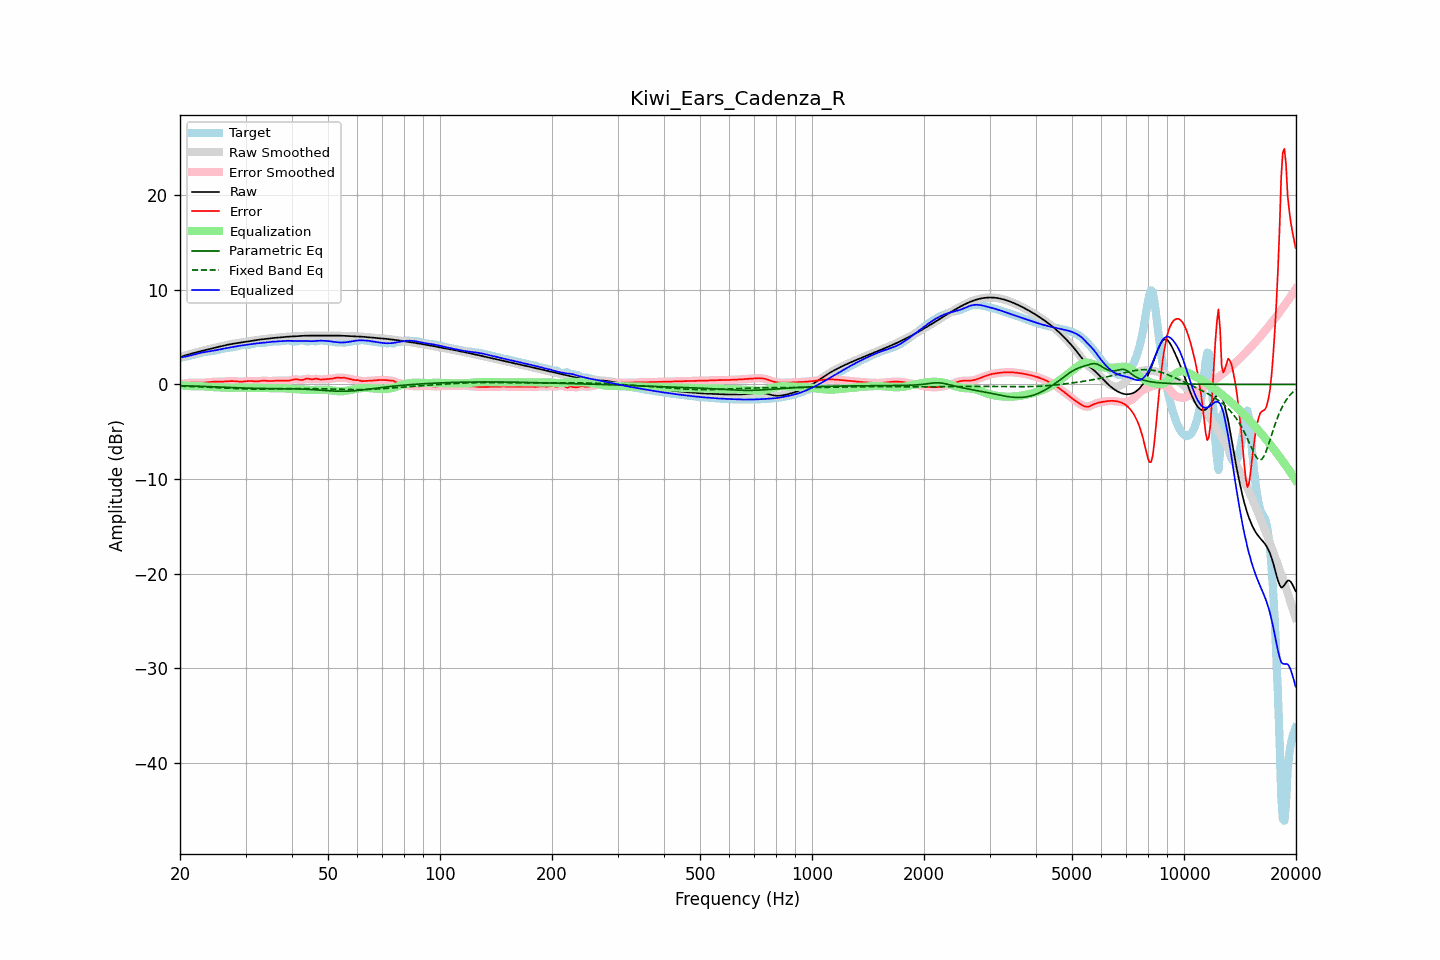 Kiwi_Ears_Cadenza_R
Target
Raw Smoothed
Error Smoothed
Raw
Error
Equalization
Parametric Eq
Fixed Band Eq
Equalized
20
10
0
−10
−20
−30
−40
Amplitude (dBr)
20 50 100 200 500 1000 2000 5000 10000 20000
Frequency (Hz)